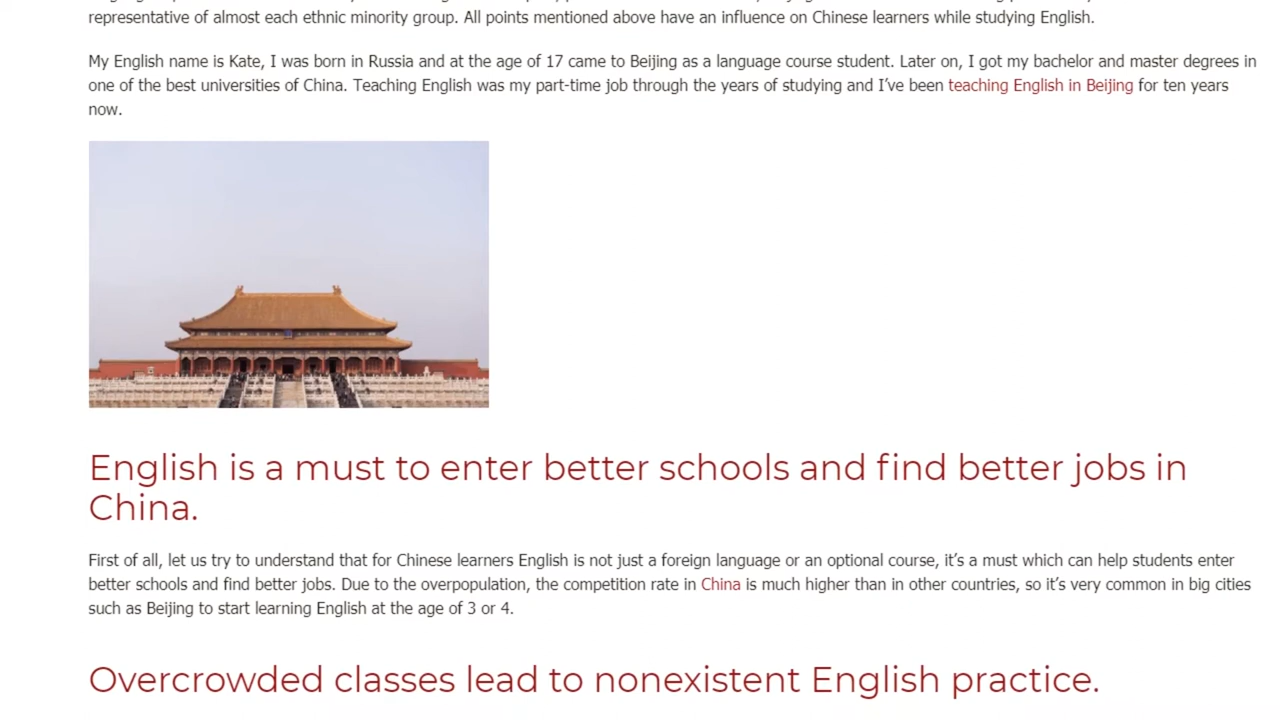 representative of almost each ethnic minority group. All points mentioned above have an influence on Chinese learners while studying English.
My English name is Kate, I was born in Russia and at the age of 17 came to Beijing as a language course student. Later on, I got my bachelor and master degrees in
one of the best universities of China. Teaching English was my part-time job through the years of studying and I’ve been teaching English in Beijing for ten years
now.
English is a must to enter better schools and find better jobs in
China.
First of all, let us try to understand that for Chinese learners English is not just a foreign language or an optional course, it’s a must which can help students enter
better schools and find better jobs. Due to the overpopulation, the competition rate in China is much higher than in other countries, so it’s very common in big cities
such as Beijing to start learning English at the age of 3 or 4.
Overcrowded classes lead to nonexistent English practice.